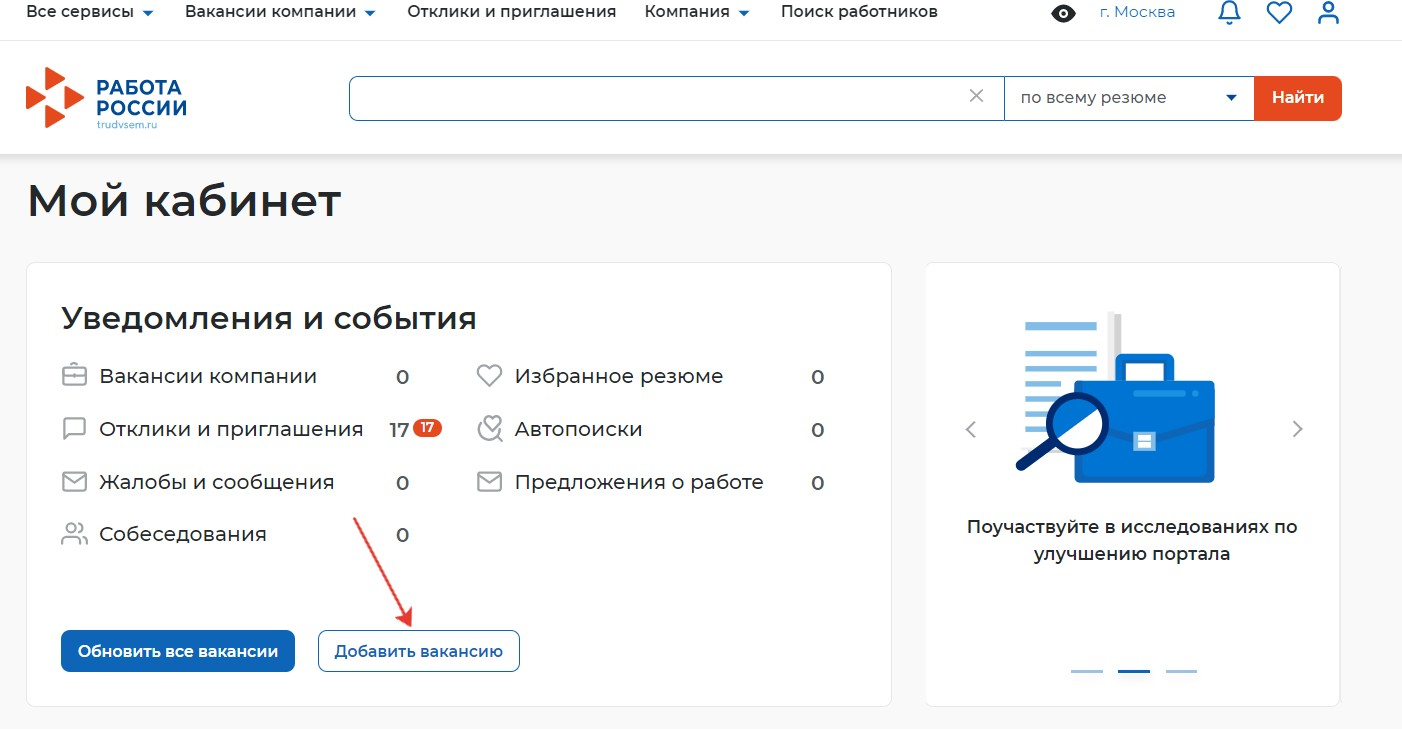 Все сервисы Вакансии компании Отклики и приглашения Компания Поиск работников г. Москва
РАБОТА
РОССИИ
trudvsem.ru
по всему резюме
Найти
Мой кабинет
Уведомления и события
Вакансии компании 0
Избранное резюме 0
Отклики и приглашения 17 17
Автопоиски 0
Жалобы и сообщения 0
Предложения о работе 0
Собеседования 0
Обновить все вакансии
Добавить вакансию
Поучаствуйте в исследованиях по
улучшению портала